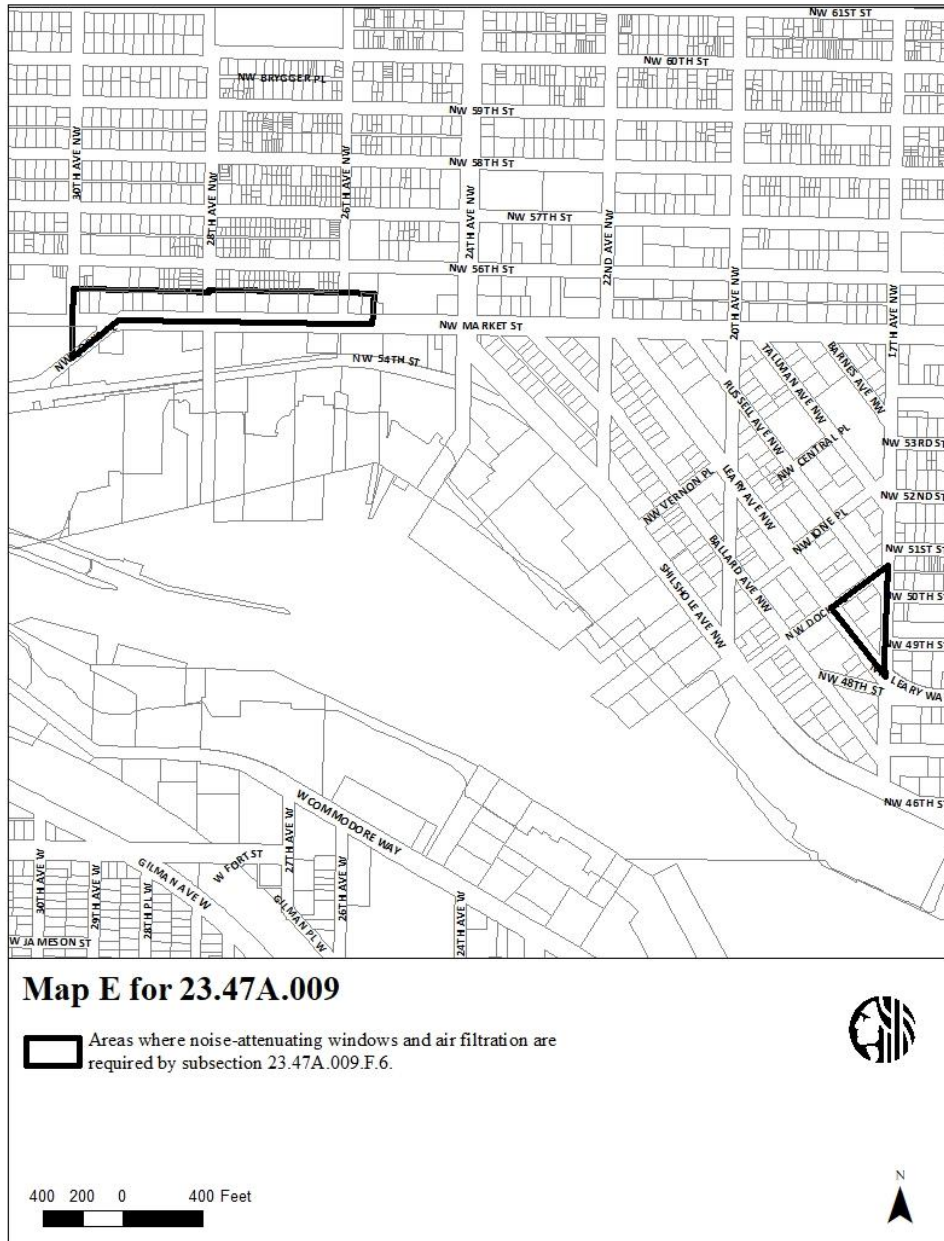 NW 61ST ST
NW 60TH ST
NW BRYGGER PL
NW 59TH ST
NW 58TH ST
30TH AVE NW
28TH AVE NW
26TH AVE NW
24TH AVE NW
22ND AVE NW
20TH AVE NW
17TH AVE NW
NW 57TH ST
NW 56TH ST
NW MARKET ST
NW
NW 54TH ST
BARNES AVE NW
TALLMAN AVE NW
RUSSELL AVE NW
NW CENTRAL PL
NW 53RD ST
NW 52ND ST
NW VERNON PL
LEARY AVE NW
NW IONE PL
NW 51ST ST
BALLARD AVE NW
SHILSHOLE AVE NW
NW 50TH ST
NW DOCK
NW 49TH ST
NW 48TH ST
LEARY WA
NW 46TH ST
W COMMODORE WAY
W FORT ST
27TH AVE W
26TH AVE W
24TH AVE W
GILMAN AVE W
GILMAN PL W
30TH AVE W
29TH AVE W
28TH PL W
W JAMESON ST
Map E for 23.47A.009
Areas where noise-attenuating windows and air filtration are
required by subsection 23.47A.009.F.6.
400 200 0 400 Feet
N